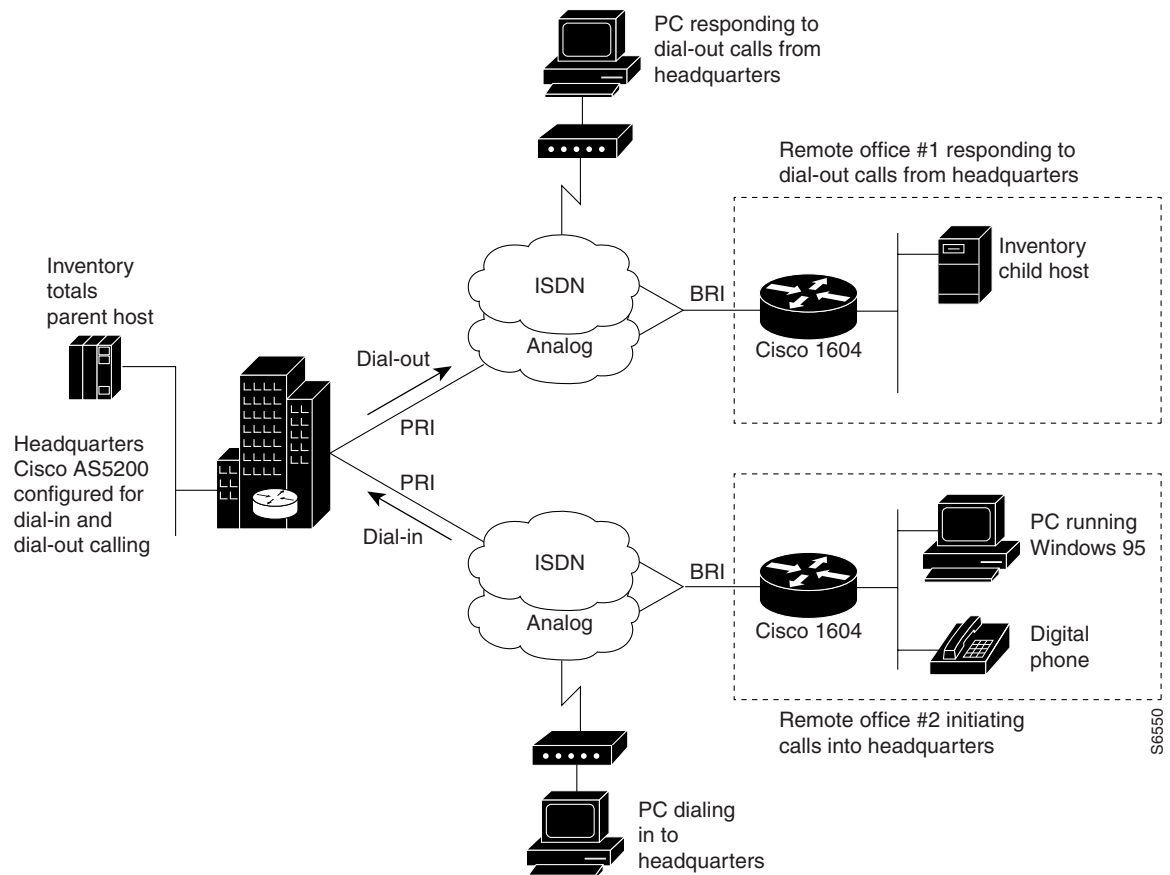 PC responding to
dial-out calls from
headquarters
Remote office #1 responding to
dial-out calls from headquarters
Inventory
totals
parent host
ISDN
Analog
BRI
Cisco 1604
Inventory
child host
Dial-out
PRI
Headquarters
Cisco AS5200
configured for
dial-in and
dial-out calling
PRI
Dial-in
ISDN
Analog
BRI
Cisco 1604
PC running
Windows 95
Digital
phone
Remote office #2 initiating
calls into headquarters
S6550
PC dialing
in to
headquarters